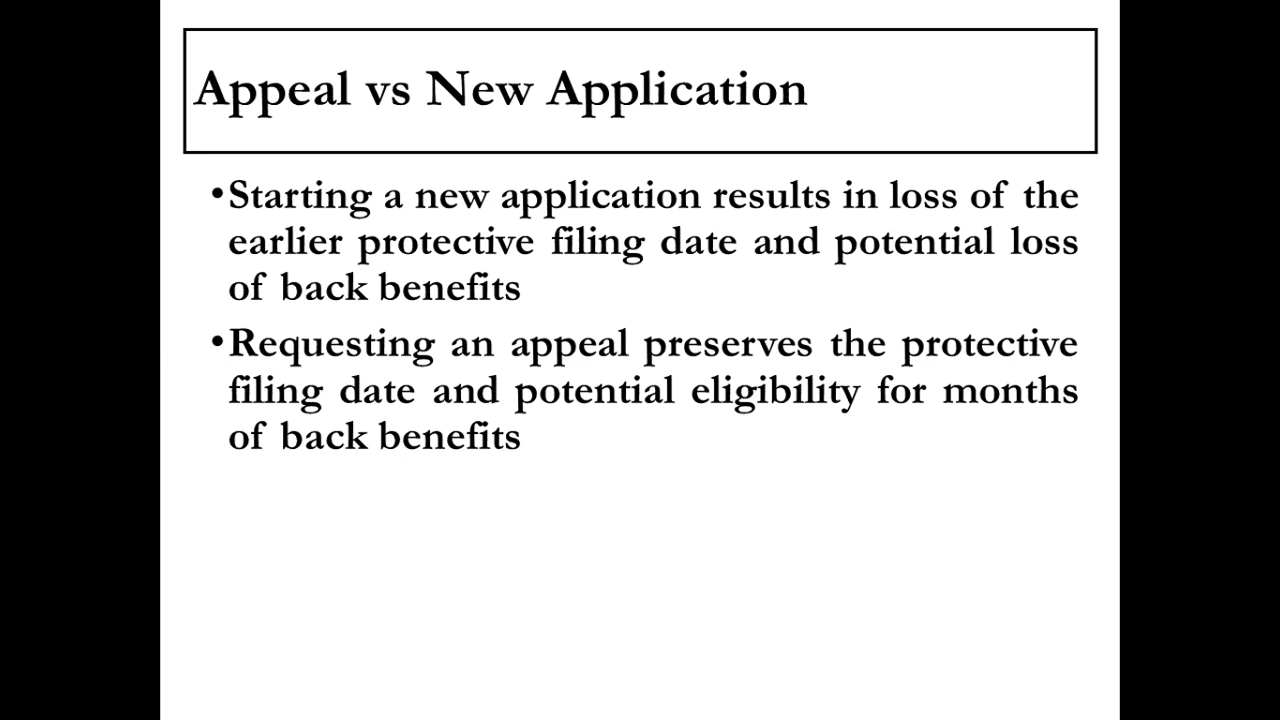 Appeal vs New Application
•Starting a new application results in loss of the
earlier protective filing date and potential loss
of back benefits
•Requesting an appeal preserves the protective
filing date and potential eligibility for months
of back benefits